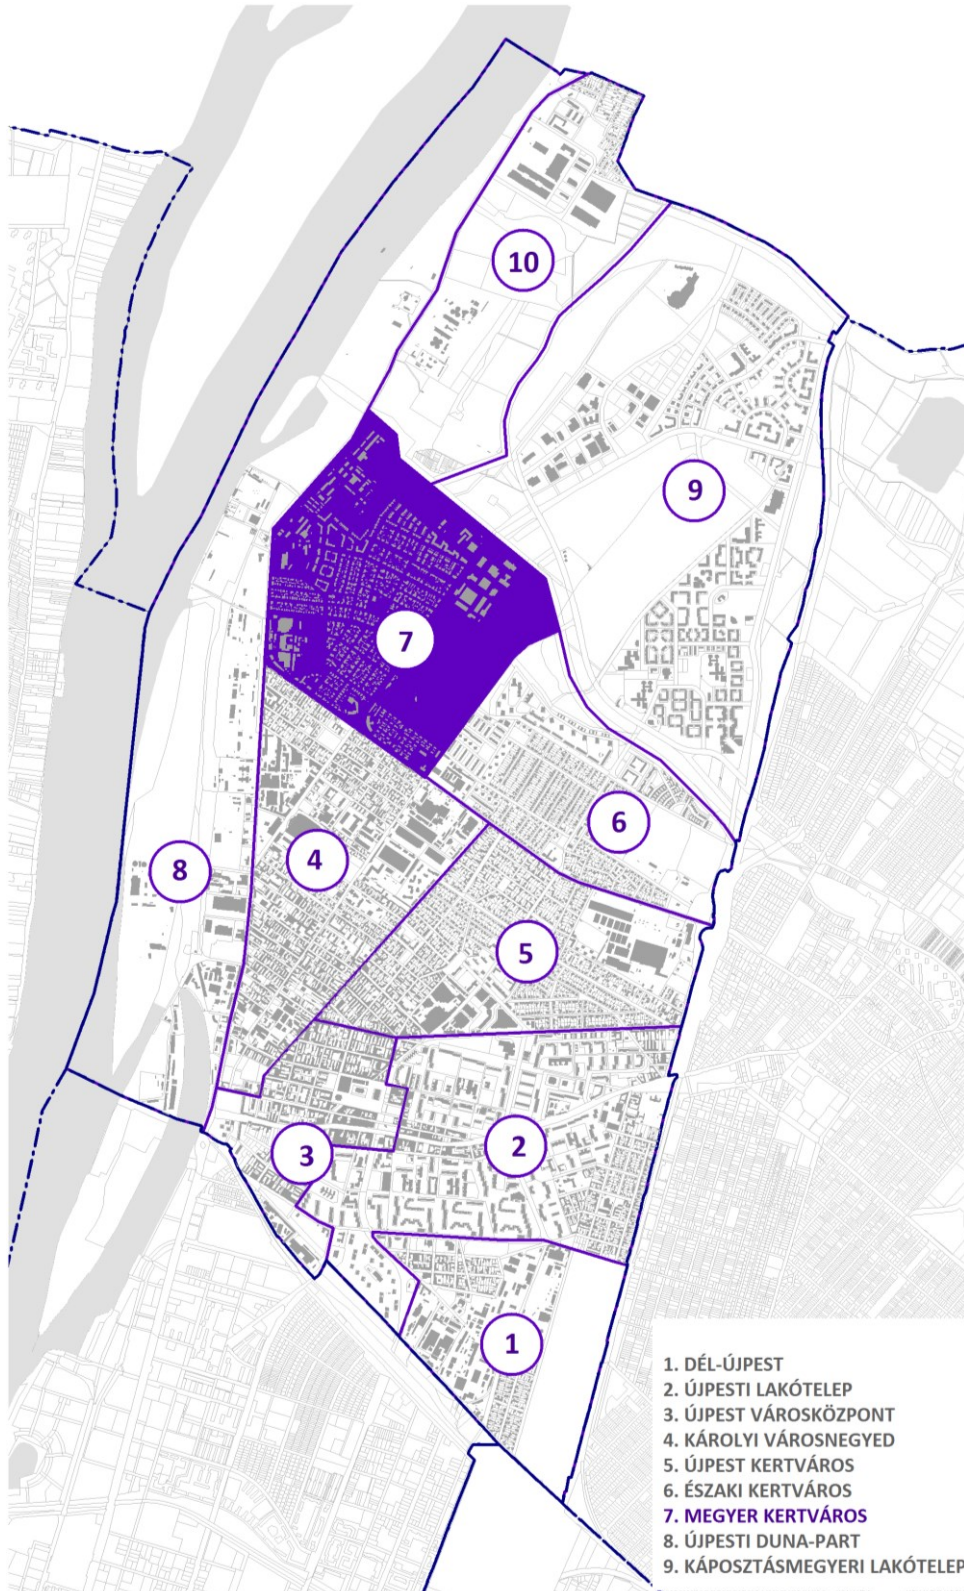 10
9
7
6
8
4
5
2
3
1
1. DÉL-ÚJPEST
2. ÚJPESTI LAKÓTELEP
3. ÚJPEST VÁROSKÖZPONT
4. KÁROLYI VÁROSNEGYED
5. ÚJPEST KERTVÁROS
6. ÉSZAKI KERTVÁROS
7. MEGYER KERTVÁROS
8. ÚJPESTI DUNA-PART
9. KÁPOSZTÁSMEGYERI LAKÓTELEP